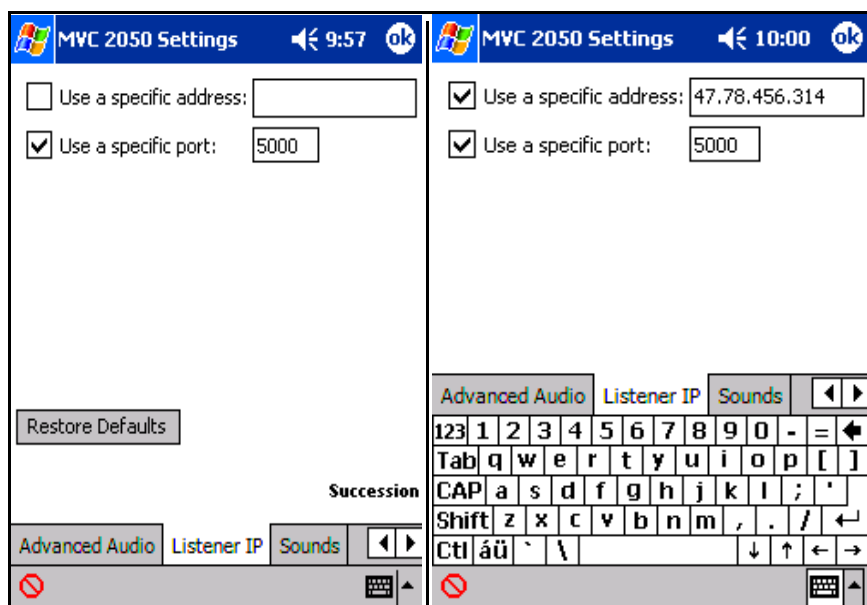 MVC 2050 Settings 9:57 ok
Use a specific address:
Use a specific port: 5000
Restore Defaults
Succession
Advanced Audio Listener IP Sounds
MVC 2050 Settings 10:00 ok
Use a specific address: 47.78.456.314
Use a specific port: 5000
Advanced Audio Listener IP Sounds
123 1 2 3 4 5 6 7 8 9 0 - =
Tab q w e r t y u i o p [ ]
CAP a s d f g h j k l ; '
Shift z x c v b n m , . /
Ctl áü ` \